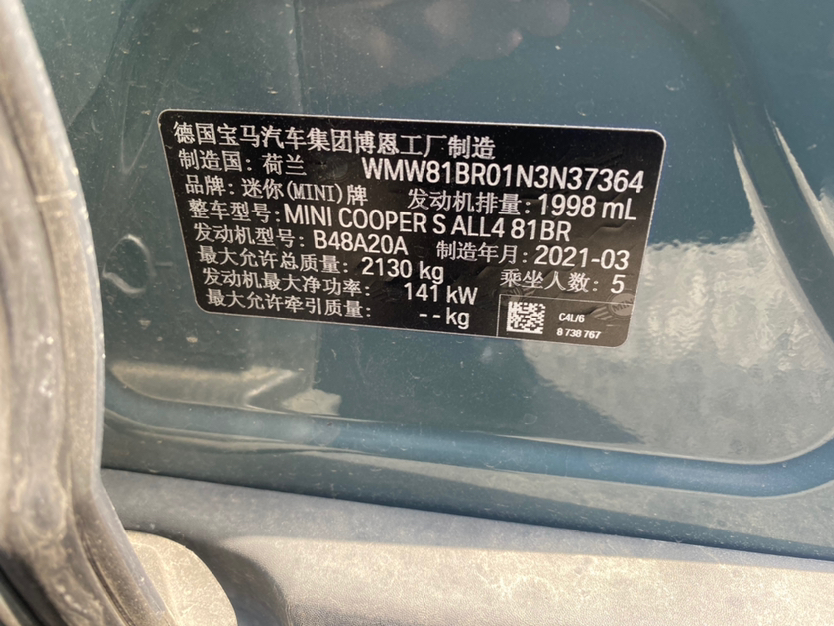 德国宝马汽车集团博恩工厂制造
制造国: 荷兰 WMW81BR01N3N37364
品牌: 迷你(MINI)牌 发动机排量: 1998 mL
整车型号: MINI COOPER S ALL4 81BR
发动机型号: B48A20A 制造年月: 2021-03
最大允许总质量: 2130 kg 乘坐人数: 5
发动机最大净功率: 141 kW
最大允许牵引质量: -- kg
C4L/6
8 738 767